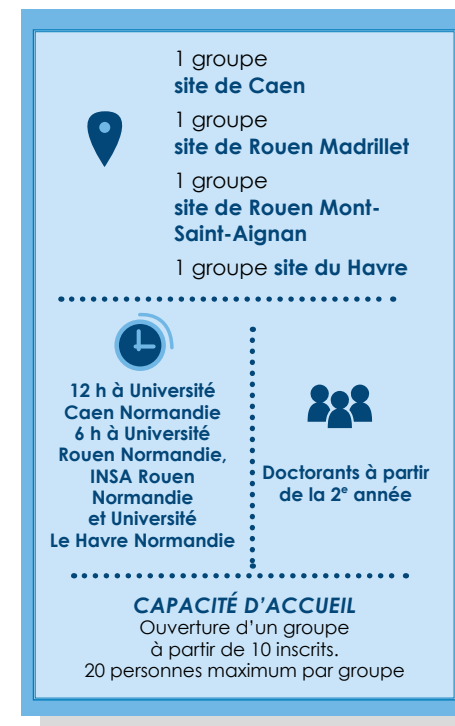 1 groupe
site de Caen
1 groupe
site de Rouen Madrillet
1 groupe
site de Rouen Mont-
Saint-Aignan
1 groupe site du Havre
12 h à Université
Caen Normandie
6 h à Université
Rouen Normandie,
INSA Rouen
Normandie
et Université
Le Havre Normandie
Doctorants à partir
de la 2e année
CAPACITÉ D’ACCUEIL
Ouverture d’un groupe
à partir de 10 inscrits.
20 personnes maximum par groupe